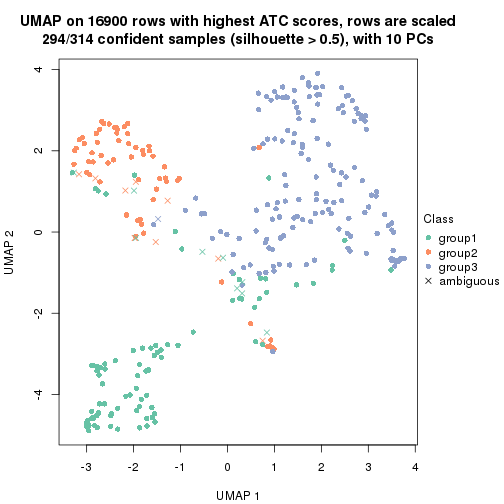 UMAP on 16900 rows with highest ATC scores, rows are scaled
294/314 confident samples (silhouette > 0.5), with 10 PCs
4
2
0
-2
-4
UMAP 2
-3
-2
-1
0
1
2
3
4
UMAP 1
Class
group1
group2
group3
ambiguous